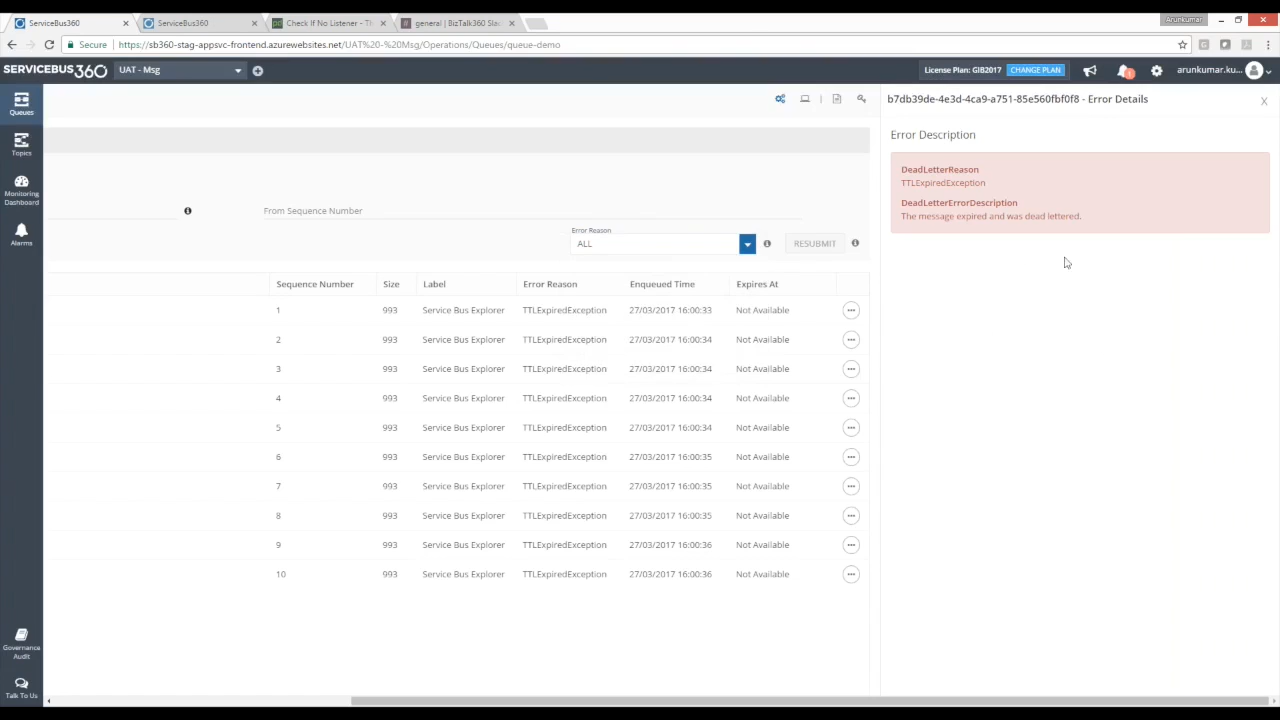 ServiceBus360
ServiceBus360
Check If No Listener - Th
general | BizTalk360 Slac
Arunkumar
Secure
https://sb360-stag-appsvc-frontend.azurewebsites.net/UAT%20-%20Msg/Operations/Queues/queue-demo
SERVICEBUS360
UAT - Msg
License Plan: GIB2017
CHANGE PLAN
1
arunkumar.ku...
Queues
Topics
Monitoring
Dashboard
Alarms
Governance
Audit
Talk To Us
From Sequence Number
Error Reason
ALL
RESUBMIT
Sequence Number Size Label Error Reason Enqueued Time Expires At
1 993 Service Bus Explorer TTLExpiredException 27/03/2017 16:00:33 Not Available
2 993 Service Bus Explorer TTLExpiredException 27/03/2017 16:00:34 Not Available
3 993 Service Bus Explorer TTLExpiredException 27/03/2017 16:00:34 Not Available
4 993 Service Bus Explorer TTLExpiredException 27/03/2017 16:00:34 Not Available
5 993 Service Bus Explorer TTLExpiredException 27/03/2017 16:00:34 Not Available
6 993 Service Bus Explorer TTLExpiredException 27/03/2017 16:00:35 Not Available
7 993 Service Bus Explorer TTLExpiredException 27/03/2017 16:00:35 Not Available
8 993 Service Bus Explorer TTLExpiredException 27/03/2017 16:00:35 Not Available
9 993 Service Bus Explorer TTLExpiredException 27/03/2017 16:00:36 Not Available
10 993 Service Bus Explorer TTLExpiredException 27/03/2017 16:00:36 Not Available
b7db39de-4e3d-4ca9-a751-85e560fbf0f8 - Error Details
X
Error Description
DeadLetterReason
TTLExpiredException
DeadLetterErrorDescription
The message expired and was dead lettered.